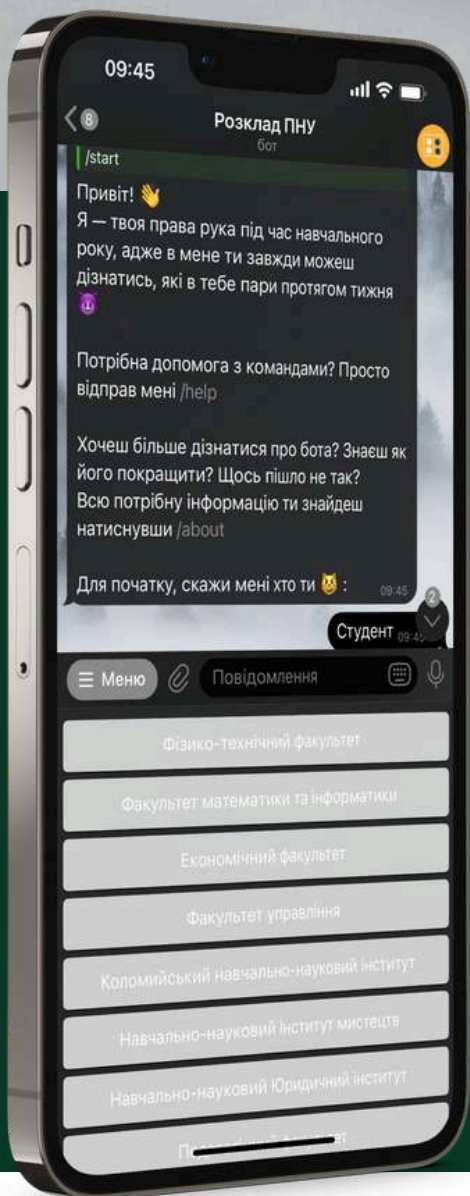 09:45
8
Розклад ПНУ
бот
/start
Привіт! 👋
Я — твоя права рука під час навчального
року, адже в мене ти завжди можеш
дізнатись, які в тебе пари протягом тижня
😈
Потрібна допомога з командами? Просто
відправ мені /help
Хочеш більше дізнатися про бота? Знаєш як
його покращити? Щось пішло не так?
Всю потрібну інформацію ти знайдеш
натиснувши /about
Для початку, скажи мені хто ти 😼 :
09:45
2
Студент
Меню
Повідомлення
Фізико-технічний факультет
Факультет математики та інформатики
Економічний факультет
Факультет управління
Коломийський навчально-науковий інститут
Навчально-науковий Інститут мистецтв
Навчально-науковий Юридичний інститут